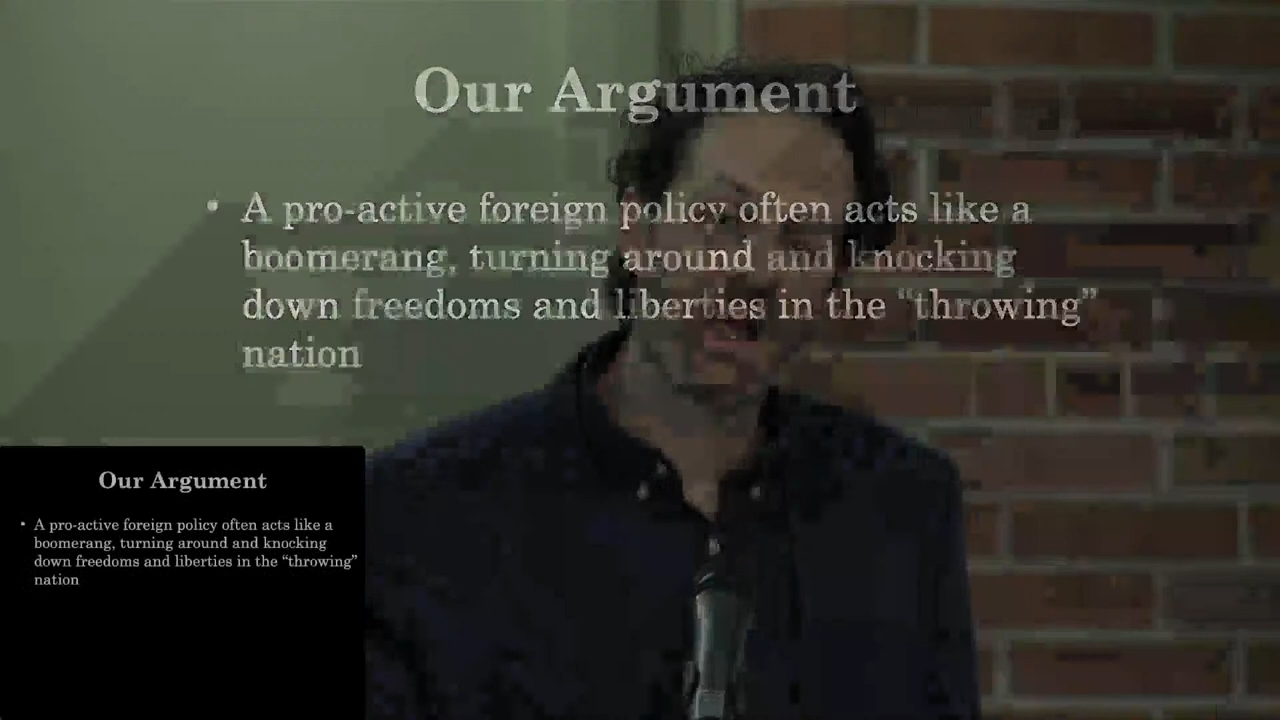 Our Argument
• A pro-active foreign policy often acts like a
boomerang, turning around and knocking
down freedoms and liberties in the “throwing”
nation
Our Argument
• A pro-active foreign policy often acts like a
boomerang, turning around and knocking
down freedoms and liberties in the “throwing”
nation